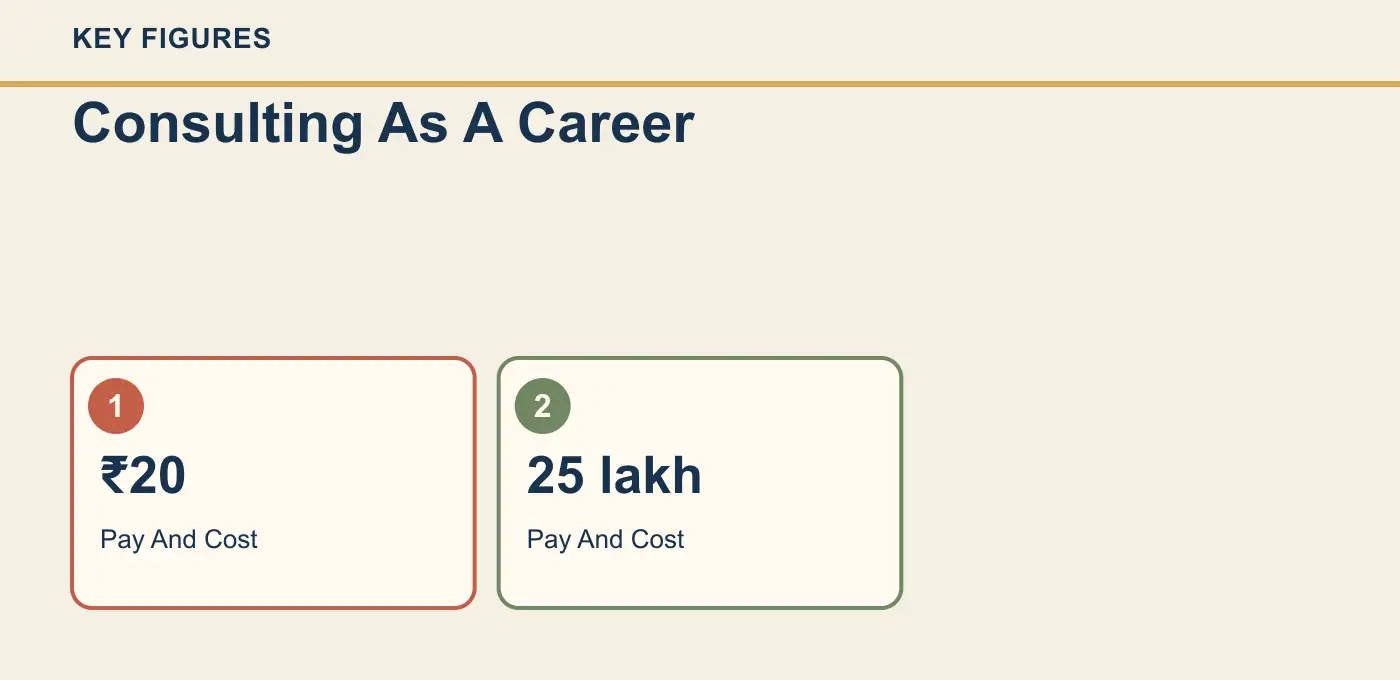 KEY FIGURES
Consulting As A Career
1
₹20
Pay And Cost
2
25 lakh
Pay And Cost